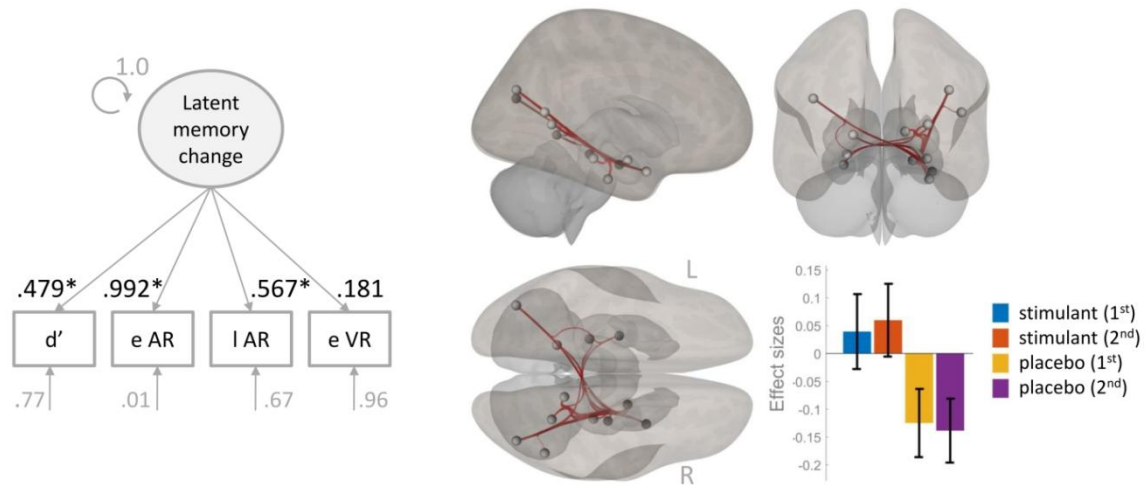 1.0
Latent
memory
change
.479* .992* .567* .181
d’ e AR l AR e VR
.77 .01 .67 .96
L
R
Effect sizes
0.15
0.1
0.05
0
-0.05
-0.1
-0.15
-0.2
stimulant (1st)
stimulant (2nd)
placebo (1st)
placebo (2nd)